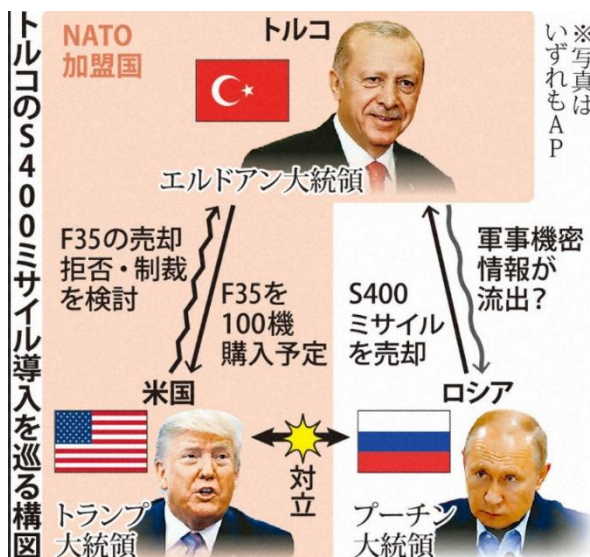 トルコのS400ミサイル導入を巡る構図
NATO
加盟国
トルコ
※写真は
いずれもAP
エルドアン大統領
F35の売却
拒否・制裁
を検討
F35を
100機
購入予定
S400
ミサイル
を売却
軍事機密
情報が
流出?
米国
トランプ
大統領
対立
ロシア
プーチン
大統領